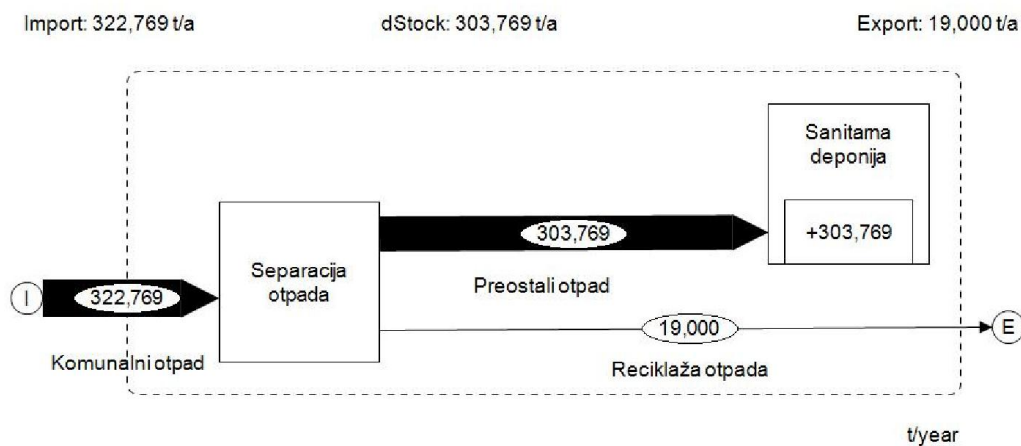 Import: 322,769 t/a
dStock: 303,769 t/a
Export: 19,000 t/a
Sanitarna
deponija
+303,769
303,769
Preostali otpad
Separacija
otpada
I
322,769
Komunalni otpad
19,000
E
Reciklaža otpada
t/year